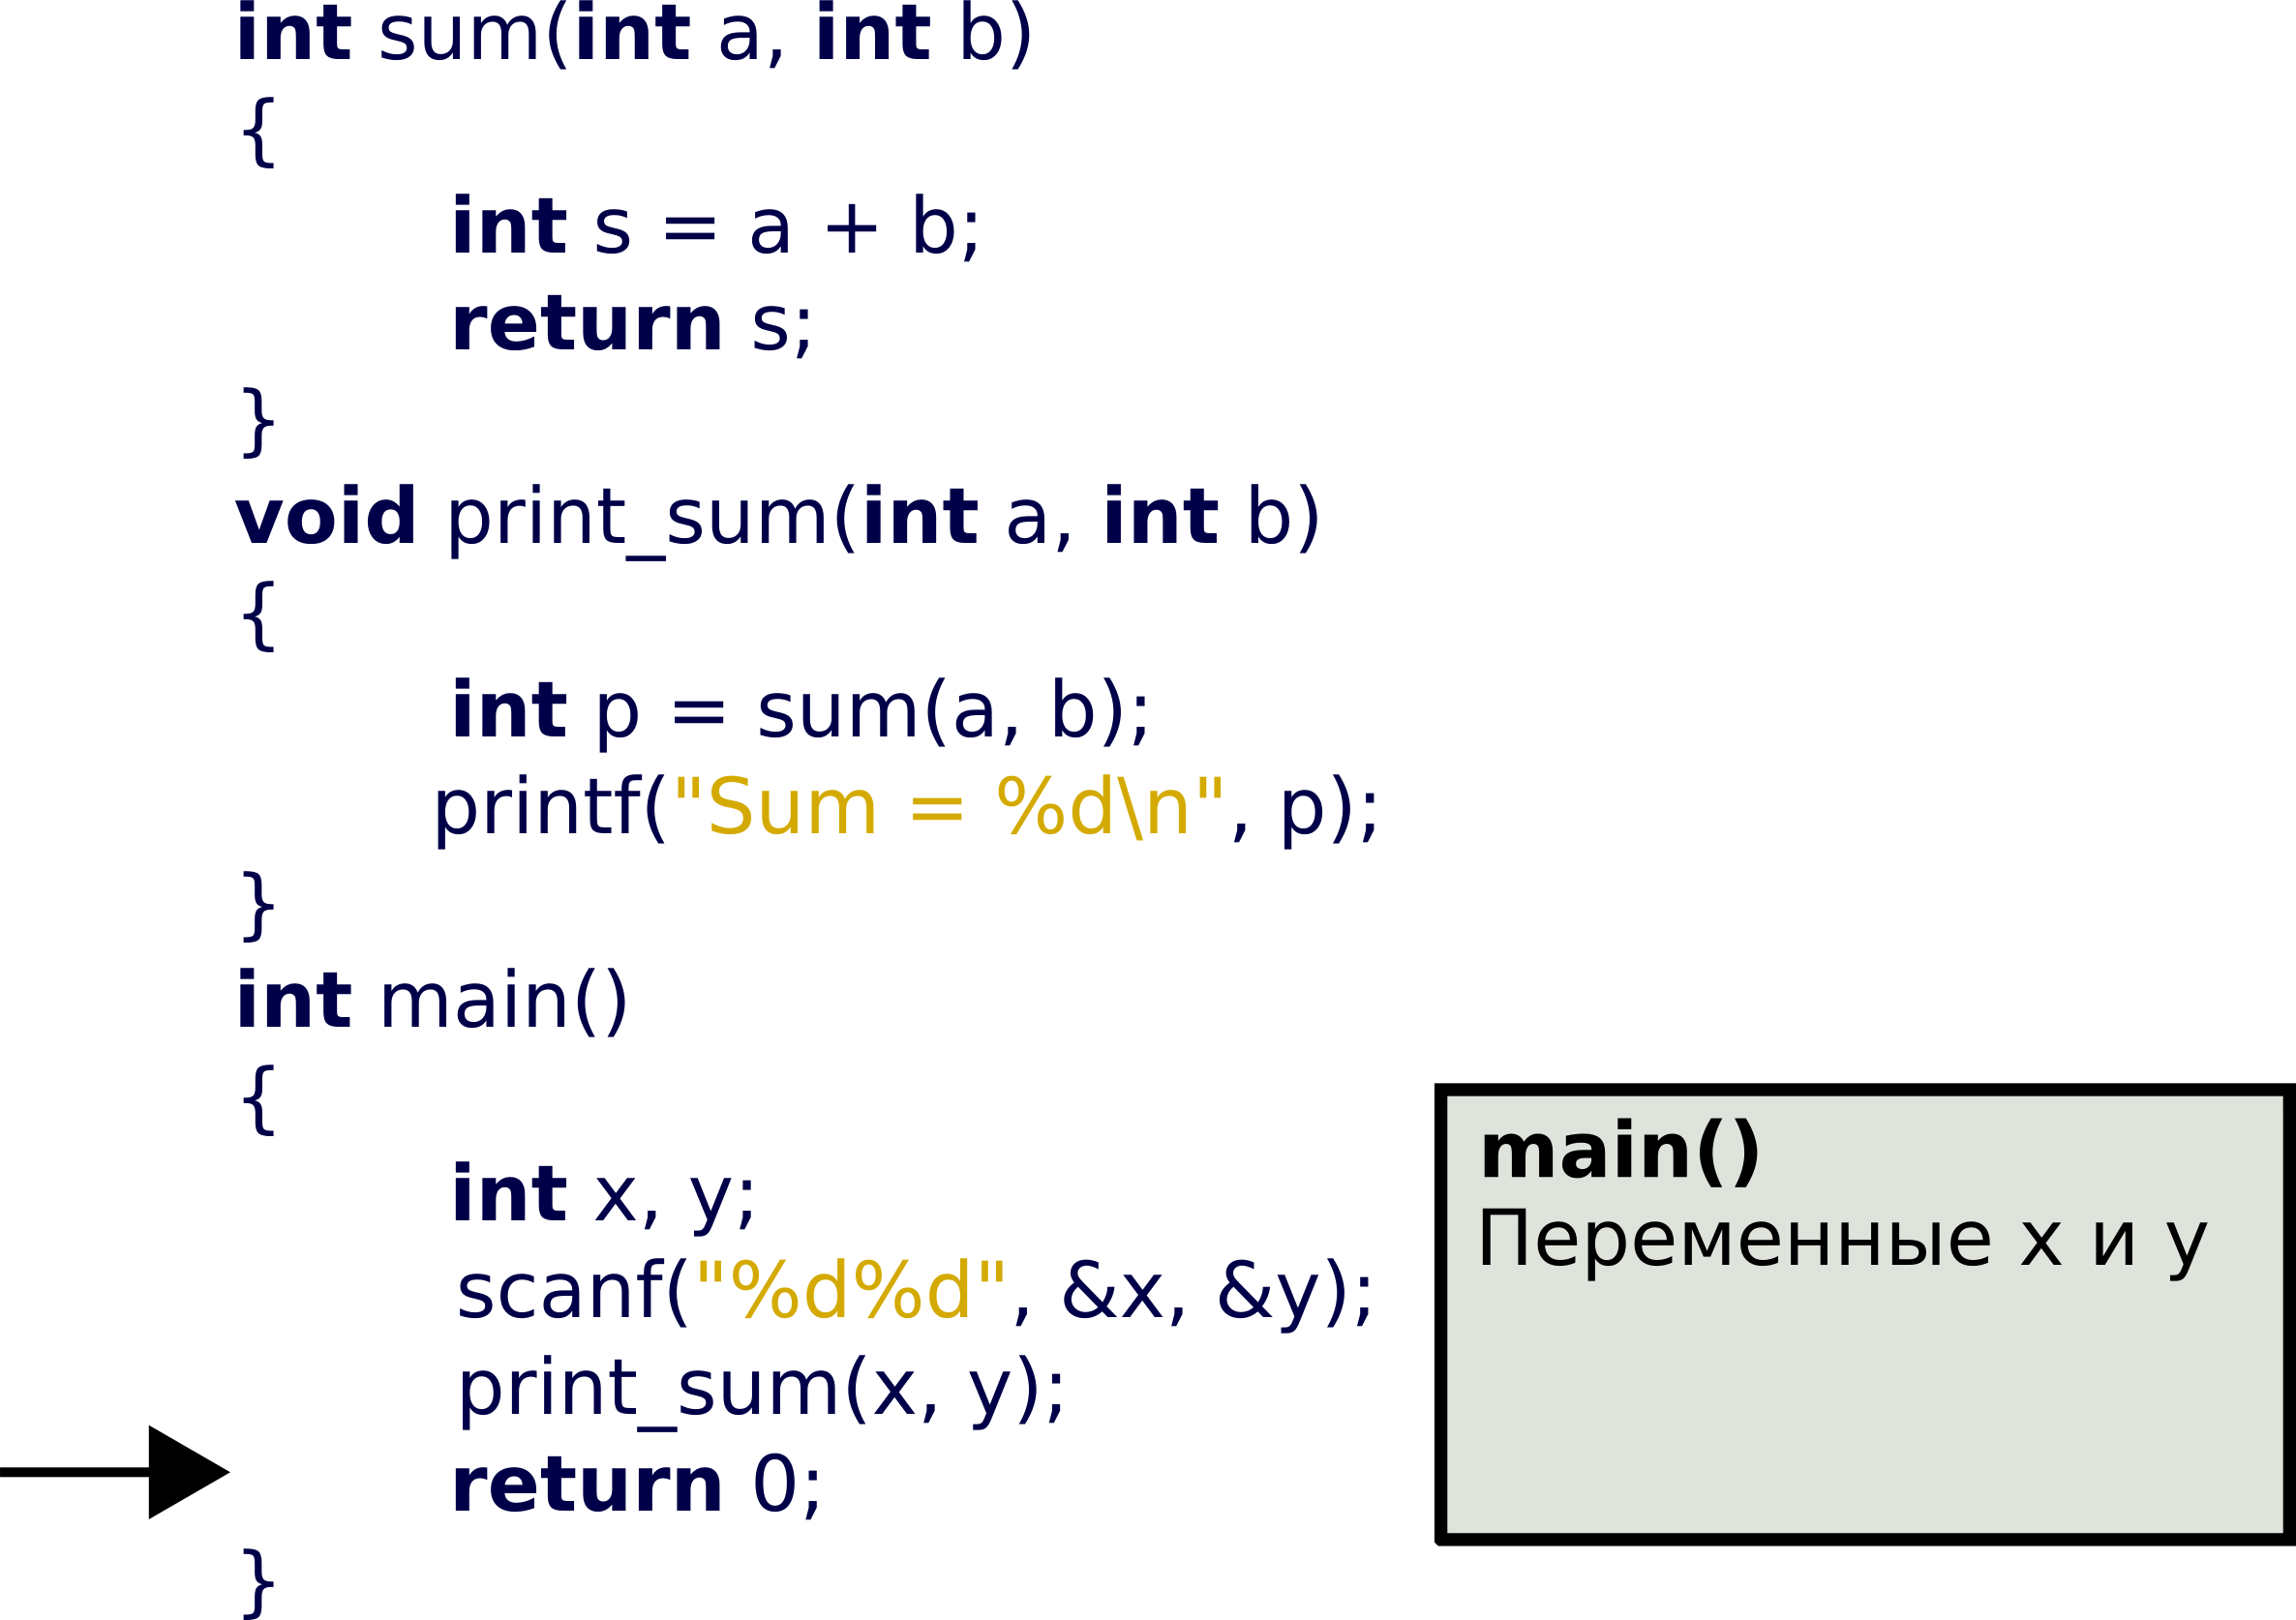 int sum(int a, int b)
{
int s = a + b;
return s;
}
void print_sum(int a, int b)
{
int p = sum(a, b);
printf("Sum = %d\n", p);
}
int main()
{
int x, y;
scanf("%d%d", &x, &y);
print_sum(x, y);
return 0;
}
main()
Переменные x и y